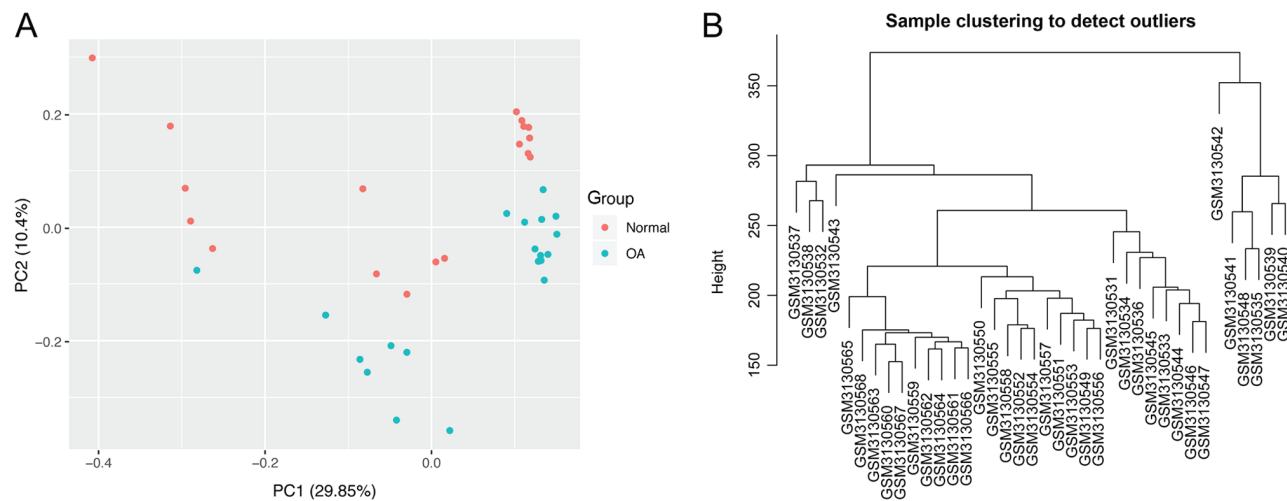 A
0.2
0.0
−0.2
−0.4
−0.2
0.0
PC2 (10.4%)
PC1 (29.85%)
Group
Normal
OA
B
Sample clustering to detect outliers
Height
350
300
250
200
150
GSM3130537
GSM3130538
GSM3130532
GSM3130543
GSM3130565
GSM3130568
GSM3130563
GSM3130560
GSM3130567
GSM3130559
GSM3130562
GSM3130564
GSM3130561
GSM3130566
GSM3130550
GSM3130555
GSM3130558
GSM3130552
GSM3130554
GSM3130557
GSM3130551
GSM3130553
GSM3130549
GSM3130556
GSM3130531
GSM3130534
GSM3130536
GSM3130545
GSM3130533
GSM3130544
GSM3130546
GSM3130547
GSM3130542
GSM3130541
GSM3130548
GSM3130535
GSM3130539
GSM3130540